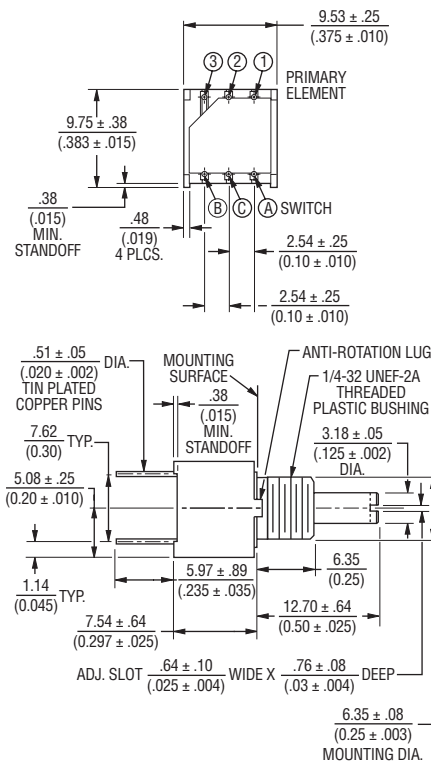 9.53 ± .25
(.375 ± .010)
3 2 1
PRIMARY
ELEMENT
9.75 ± .38
(.383 ± .015)
.38
(.015)
MIN.
STANDOFF
.48
(.019)
4 PLCS.
B C A SWITCH
2.54 ± .25
(0.10 ± .010)
2.54 ± .25
(0.10 ± .010)
.51 ± .05
(.020 ± .002) DIA.
TIN PLATED
COPPER PINS
MOUNTING
SURFACE
ANTI-ROTATION LUG
1/4-32 UNEF-2A
THREADED
PLASTIC BUSHING
.38
(.015)
MIN.
STANDOFF
3.18 ± .05
(.125 ± .002)
DIA.
7.62
(0.30) TYP.
5.08 ± .25
(0.20 ± .010)
1.14
(0.045) TYP.
5.97 ± .89
(.235 ± .035)
6.35
(0.25)
7.54 ± .64
(0.297 ± .025)
12.70 ± .64
(0.50 ± .025)
ADJ. SLOT .64 ± .10 WIDE X .76 ± .08 DEEP
(.025 ± .004) (.03 ± .004)
6.35 ± .08
(0.25 ± .003)
MOUNTING DIA.